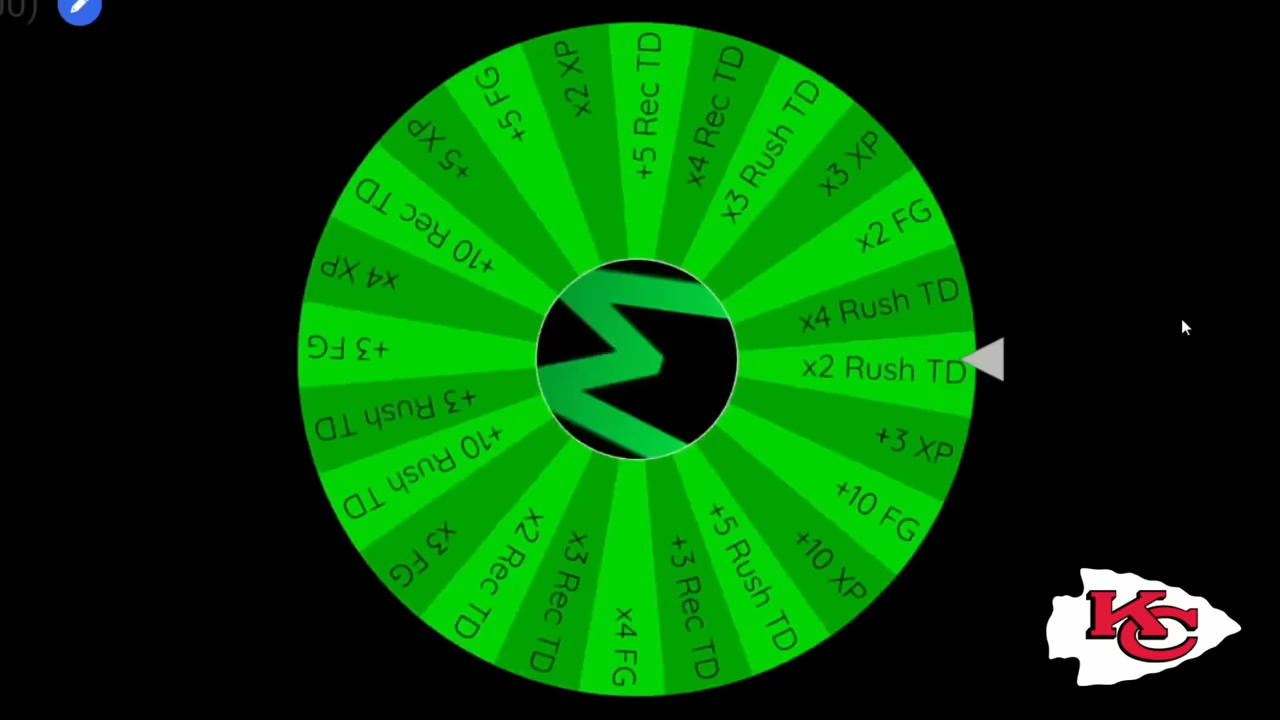 +5 Rec TD
x4 Rec TD
x3 Rush TD
x3 XP
x2 FG
x4 Rush TD
x2 Rush TD
+3 XP
+10 FG
+10 XP
+5 Rush TD
+3 Rec TD
x4 FG
x3 Rec TD
x2 Rec TD
x3 FG
+10 Rush TD
+3 Rush TD
+3 FG
x4 XP
+10 Rec TD
+5 XP
+5 FG
x2 XP
KC